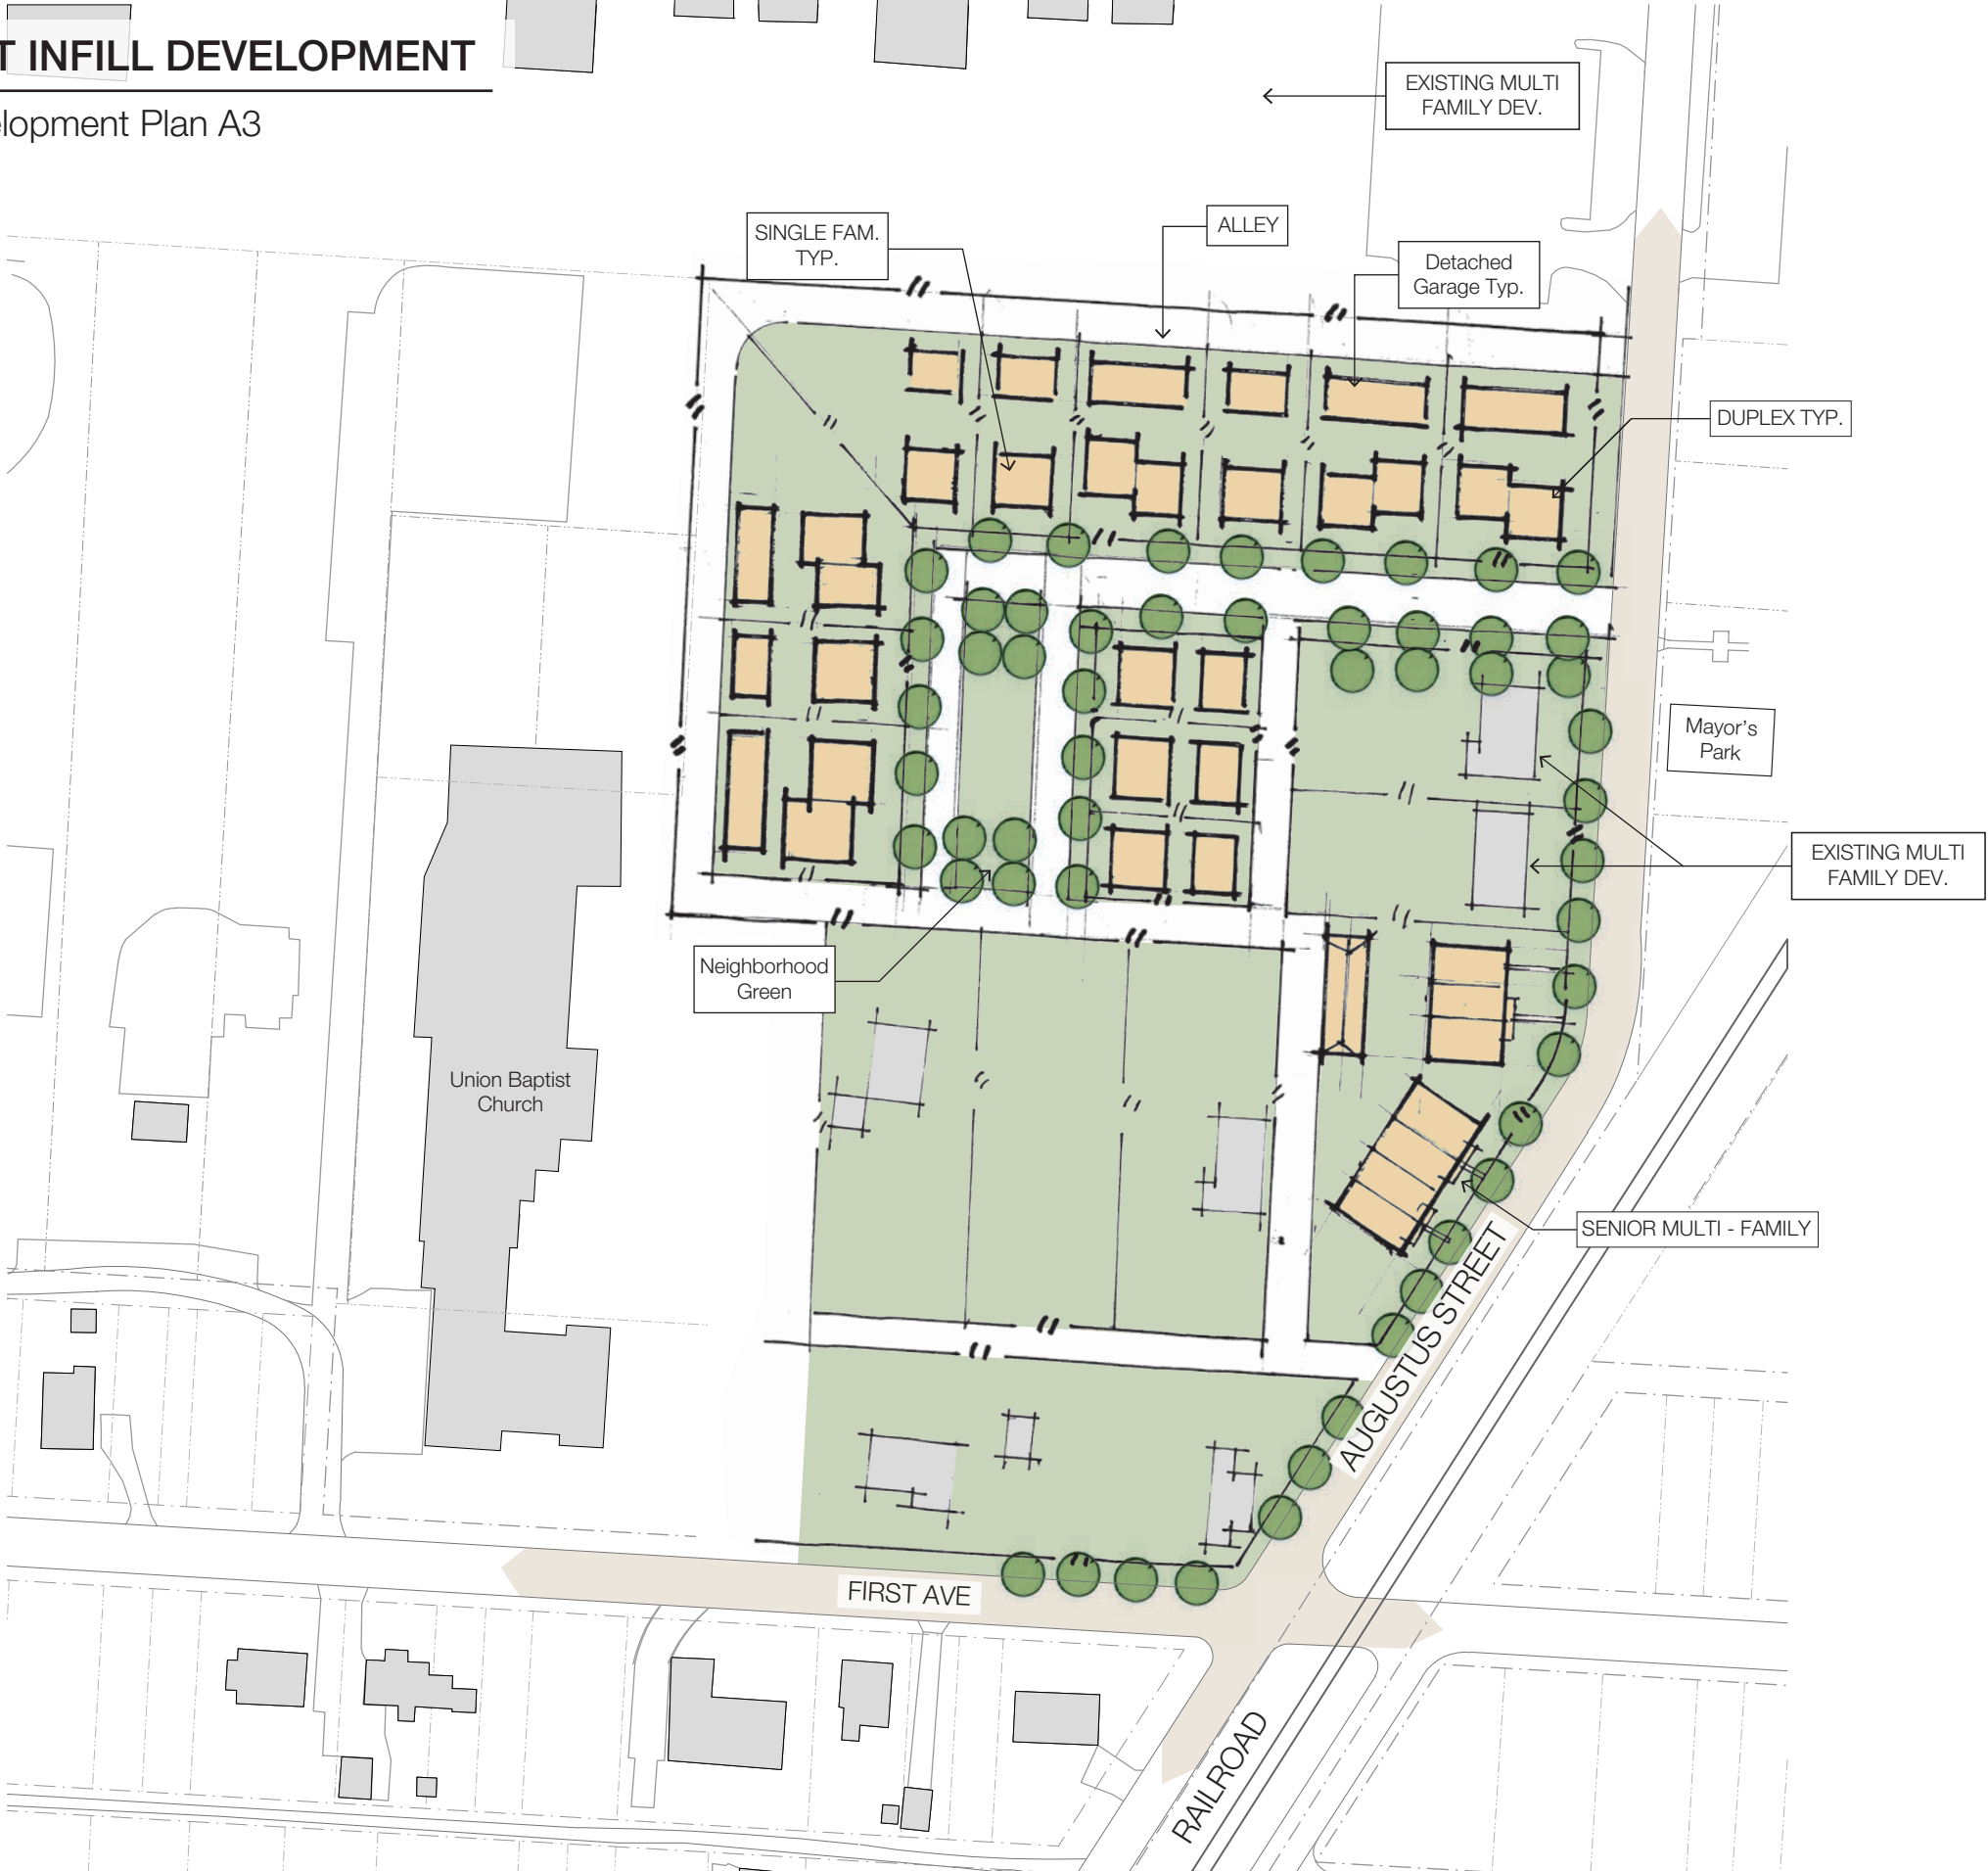 T INFILL DEVELOPMENT
elopment Plan A3
EXISTING MULTI
FAMILY DEV.
SINGLE FAM.
TYP.
ALLEY
Detached
Garage Typ.
DUPLEX TYP.
Mayor's
Park
EXISTING MULTI
FAMILY DEV.
Neighborhood
Green
Union Baptist
Church
SENIOR MULTI - FAMILY
AUGUSTUS STREET
FIRST AVE
RAILROAD